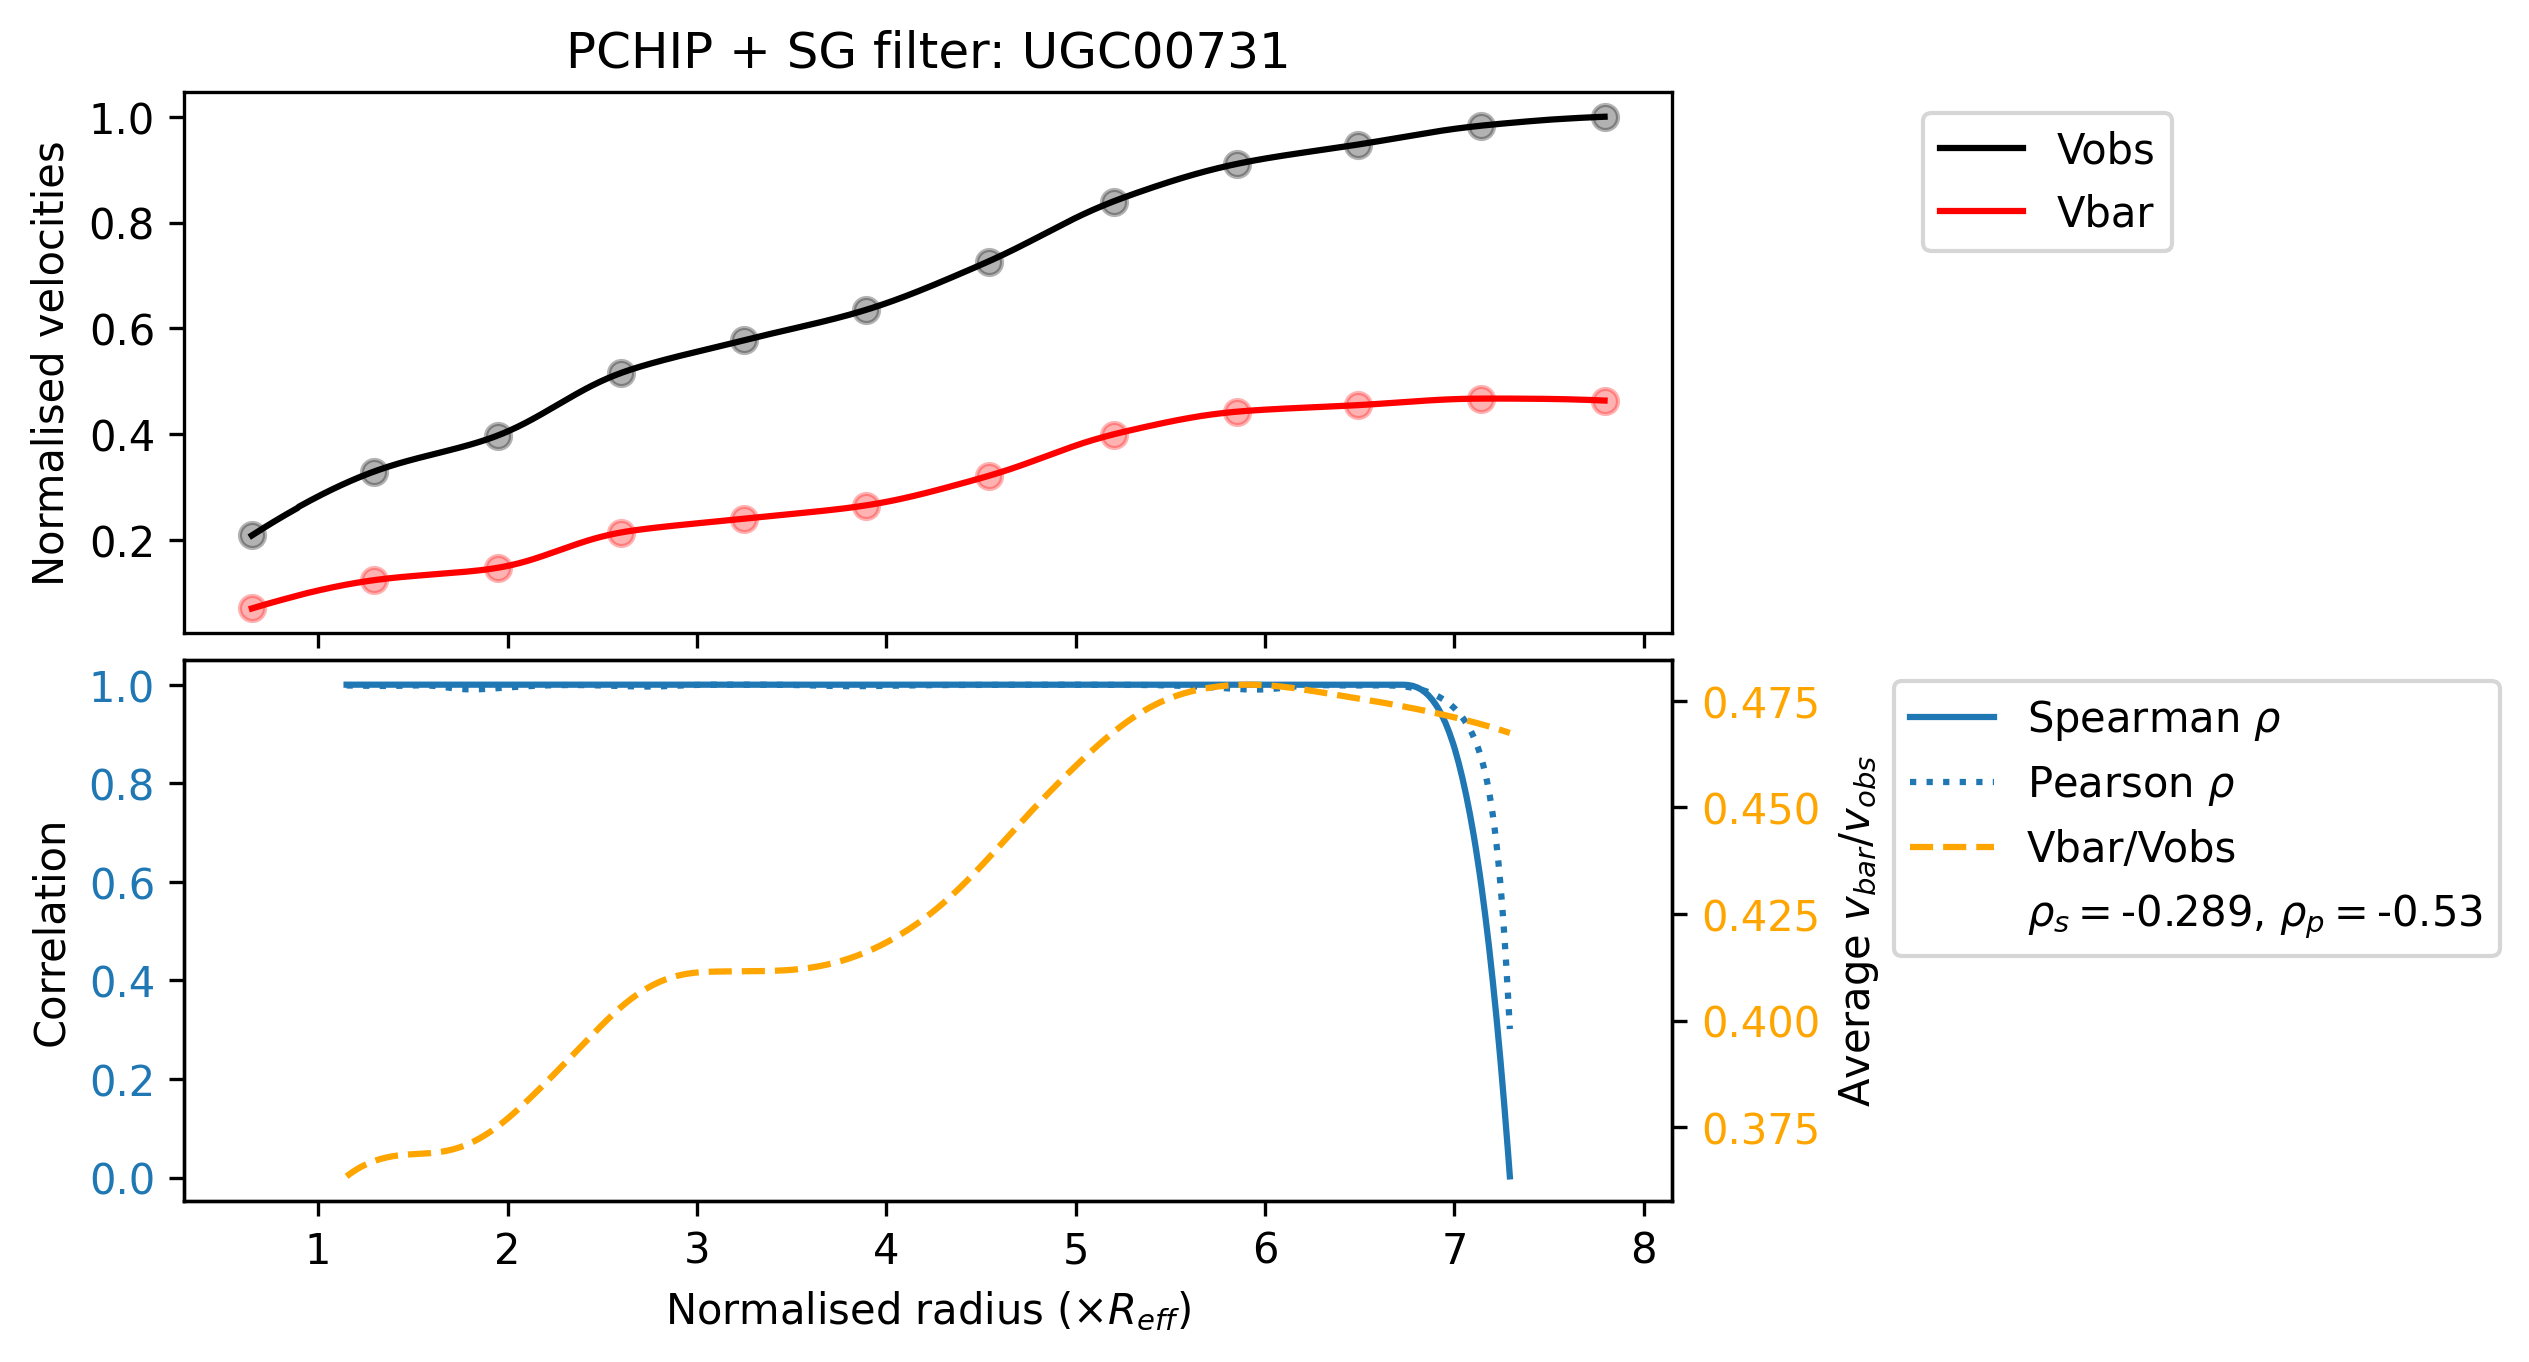 PCHIP + SG filter: UGC00731
Normalised velocities
1.0
0.8
0.6
0.4
0.2
Vobs
Vbar
Correlation
1.0
0.8
0.6
0.4
0.2
0.0
0.475
0.450
0.425
0.400
0.375
Average v_bar/v_obs
Spearman ρ
Pearson ρ
Vbar/Vobs
ρ_s = -0.289, ρ_p = -0.53
1 2 3 4 5 6 7 8
Normalised radius (×R_eff)